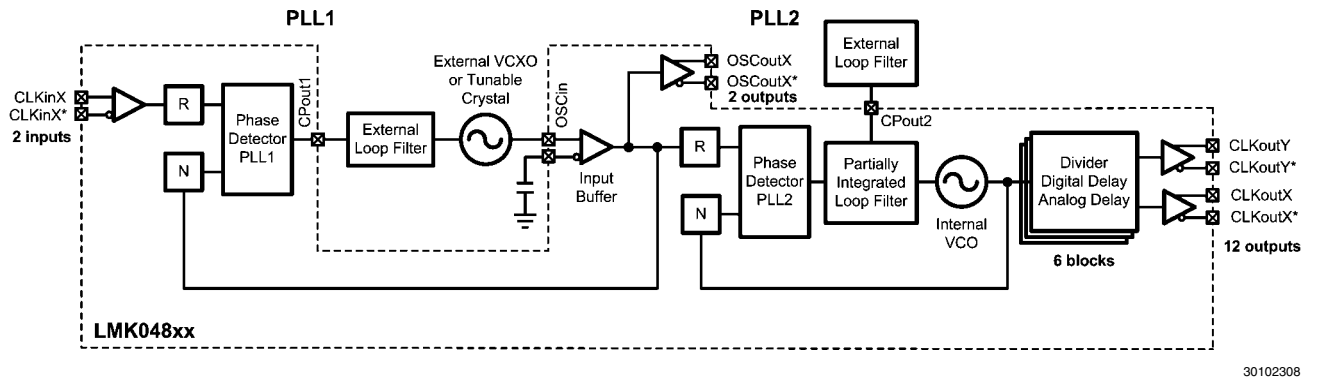 PLL1
PLL2
CLKinX
CLKinX*
2 inputs
R
N
Phase
Detector
PLL1
CPout1
External
Loop Filter
External VCXO
or Tunable
Crystal
OSCin
Input
Buffer
OSCoutX
OSCoutX*
2 outputs
R
N
Phase
Detector
PLL2
External
Loop Filter
CPout2
Partially
Integrated
Loop Filter
Internal
VCO
Divider
Digital Delay
Analog Delay
6 blocks
CLKoutY
CLKoutY*
CLKoutX
CLKoutX*
12 outputs
LMK048xx
30102308